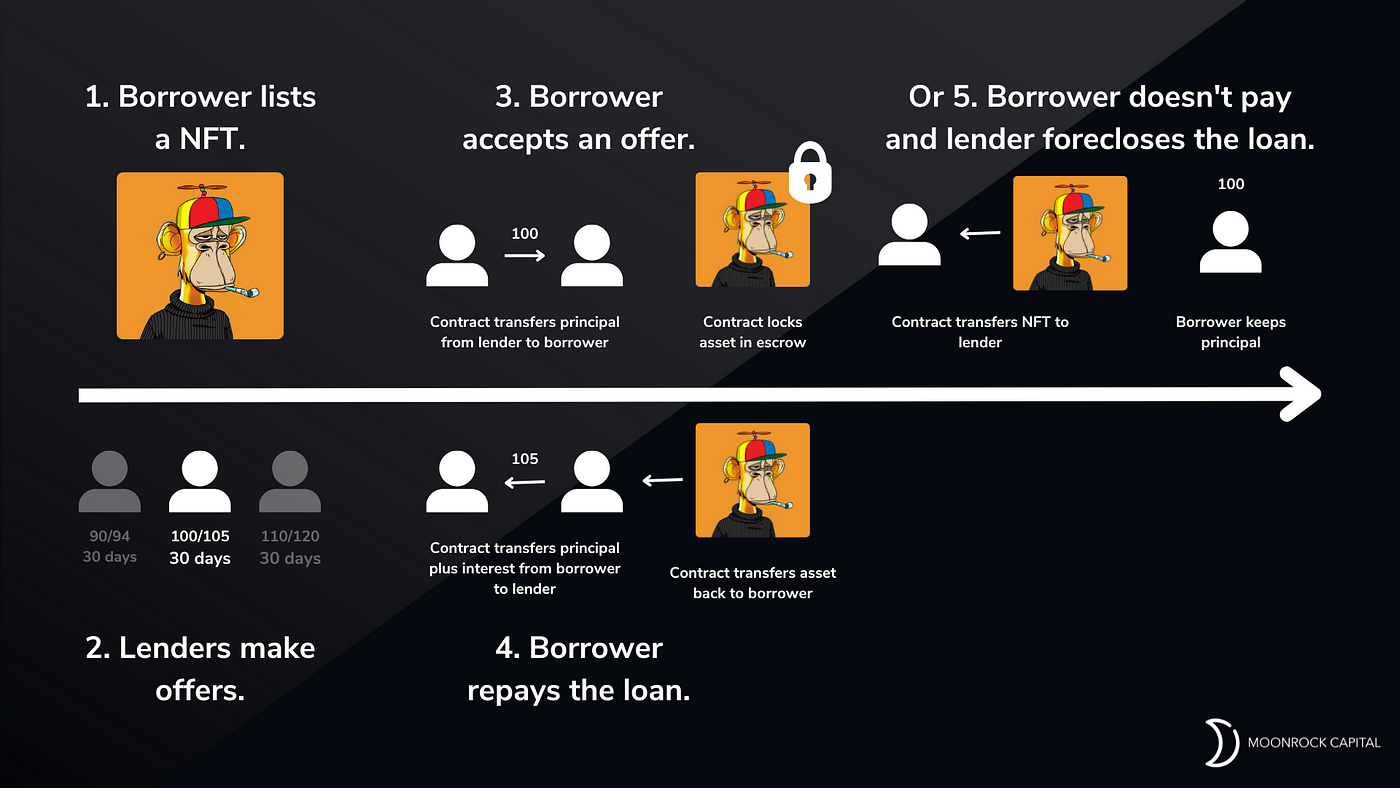 1. Borrower lists
a NFT.
3. Borrower
accepts an offer.
100
Contract transfers principal
from lender to borrower
Contract locks
asset in escrow
Or 5. Borrower doesn't pay
and lender forecloses the loan.
100
Contract transfers NFT to
lender
Borrower keeps
principal
90/94
30 days
100/105
30 days
110/120
30 days
2. Lenders make
offers.
105
Contract transfers principal
plus interest from borrower
to lender
Contract transfers asset
back to borrower
4. Borrower
repays the loan.
MOONROCK CAPITAL